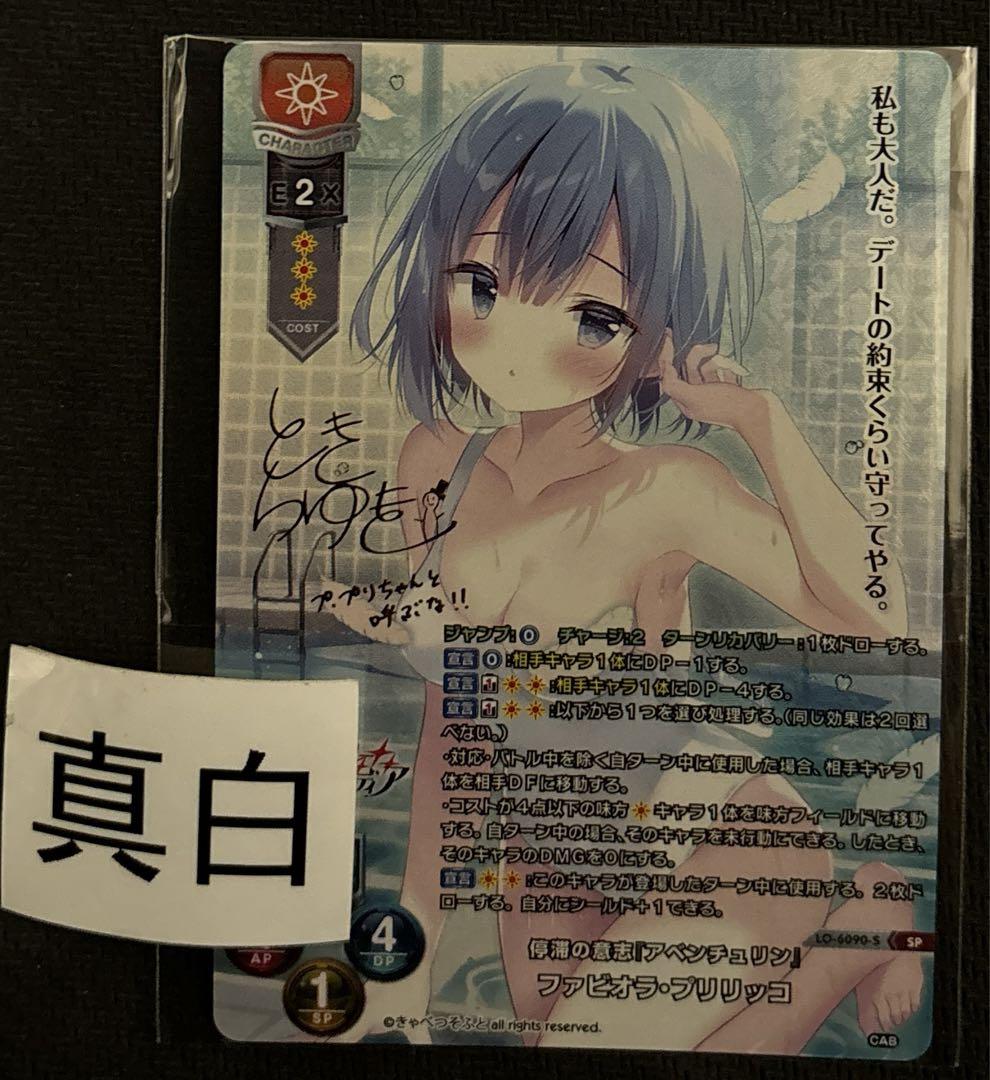 CHARACTER
E 2 X
COST
私も大人だ。デートの約束くらい守ってやる。
ときち
ゆき
プ、プリちゃんと
呼ぶな!!
ジャンプ:0 チャージ:2 ターンリカバリー:1枚ドローする。
宣言 0:相手キャラ1体にDP-1する。
宣言 1:相手キャラ1体にDP-4する。
宣言 1:以下から1つを選び処理する。(同じ効果は2回選
べない。)
・対応・バトル中を除く自ターン中に使用した場合、相手キャラ1
体を相手DFに移動する。
・コストが4点以下の味方キャラ1体を味方フィールドに移動
する。自ターン中の場合、そのキャラを未行動にできる。したとき、
そのキャラのDMGを0にする。
宣言:このキャラが登場したターン中に使用する。2枚ド
ローする。自分にシールド+1できる。
LO-6090-S SP
停滞の意志『アベンチュリン』
ファビオラ・プリリッコ
真白
AP
4
DP
1
SP
©きゃべつそふと all rights reserved.
CAB